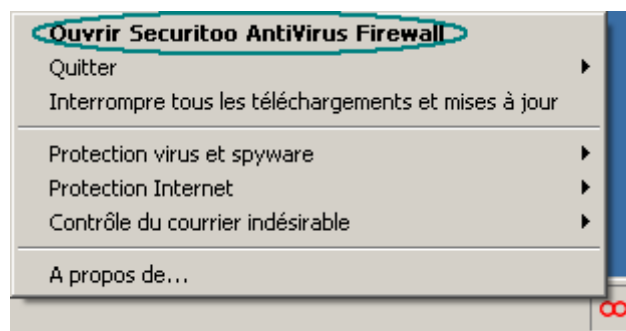 Ouvrir Securitoo AntiVirus Firewall
Quitter
Interrompre tous les téléchargements et mises à jour
Protection virus et spyware
Protection Internet
Contrôle du courrier indésirable
A propos de...